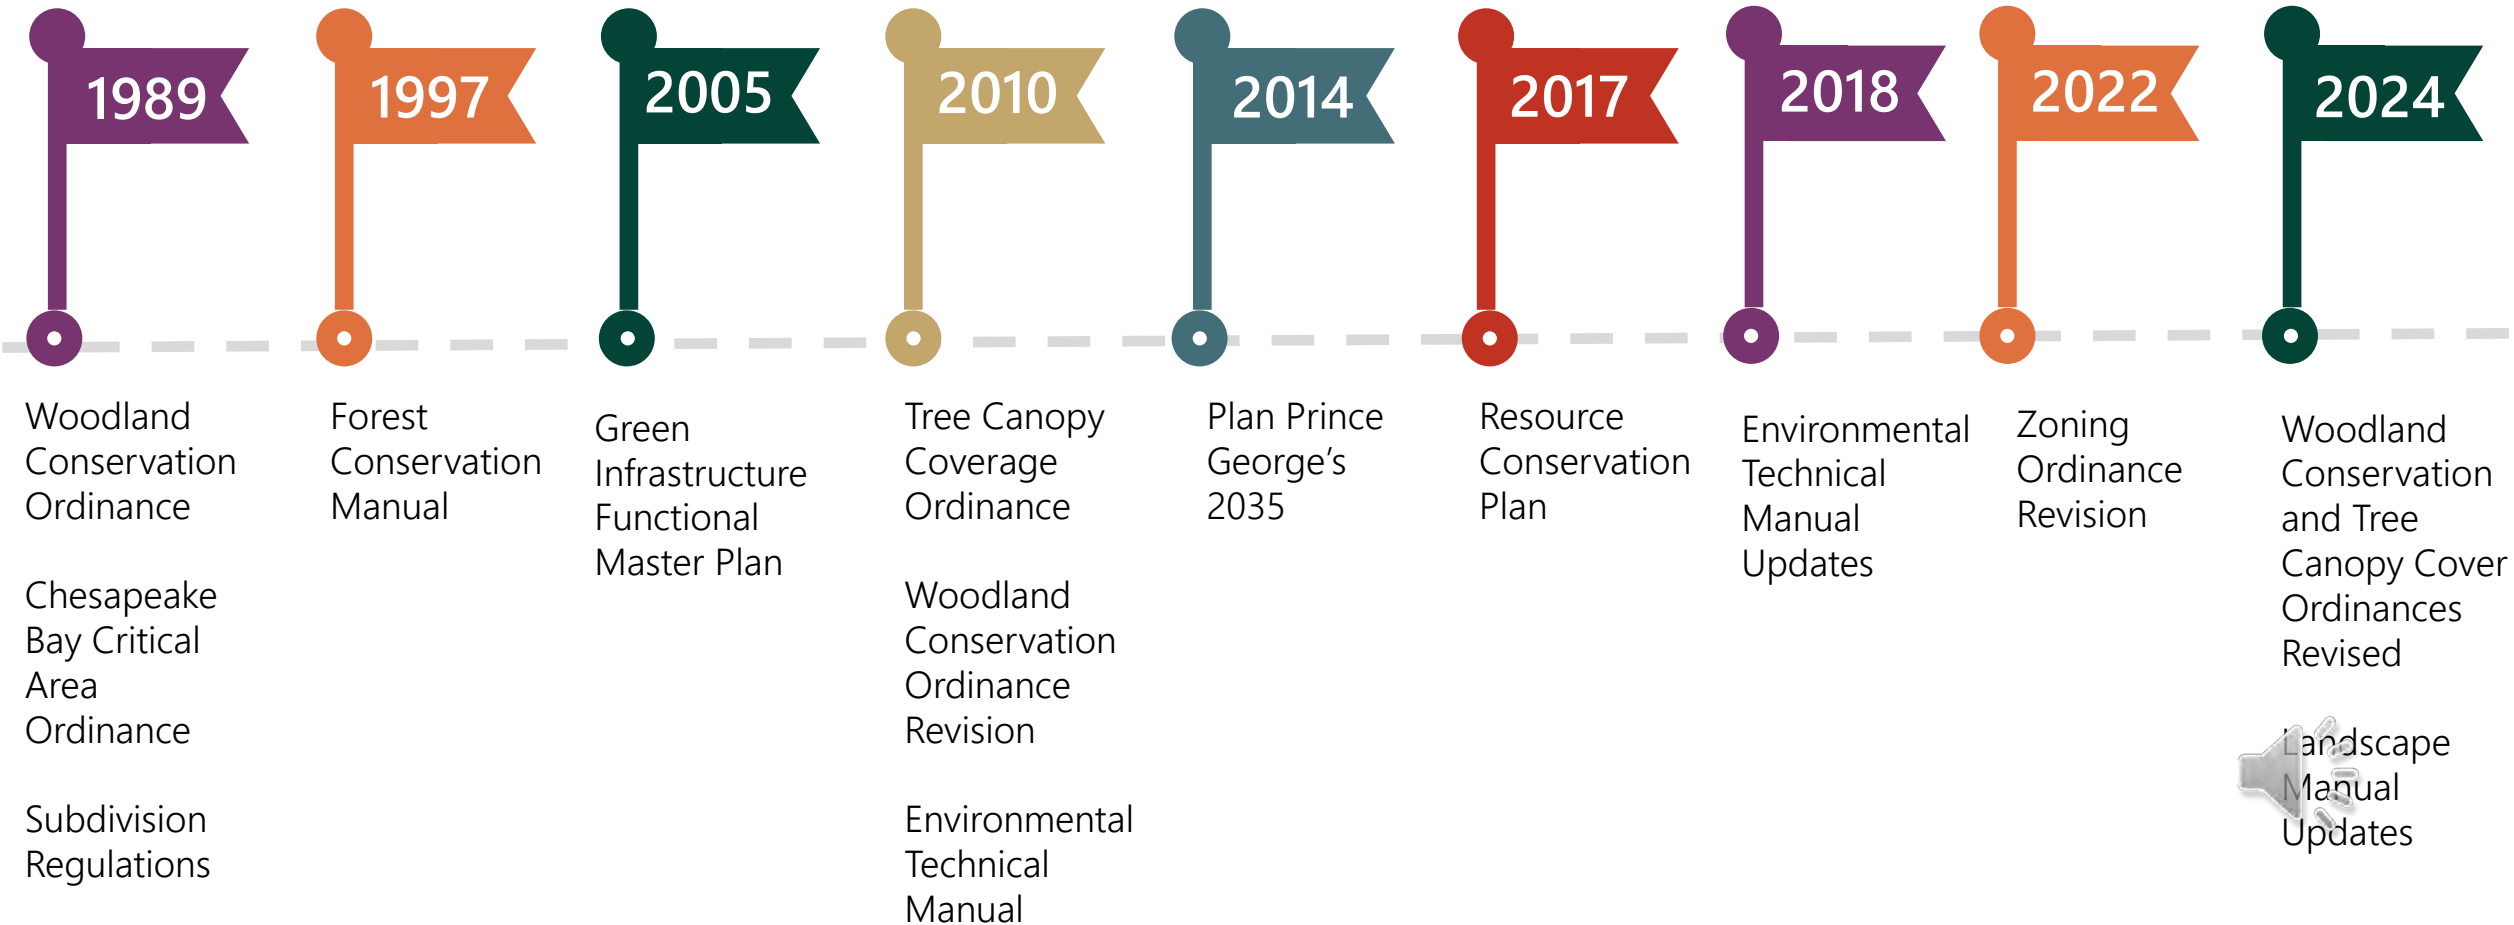 1989
Woodland
Conservation
Ordinance
Chesapeake
Bay Critical
Area
Ordinance
Subdivision
Regulations
1997
Forest
Conservation
Manual
2005
Green
Infrastructure
Functional
Master Plan
2010
Tree Canopy
Coverage
Ordinance
Woodland
Conservation
Ordinance
Revision
Environmental
Technical
Manual
2014
Plan Prince
George’s
2035
2017
Resource
Conservation
Plan
2018
Environmental
Technical
Manual
Updates
2022
Zoning
Ordinance
Revision
2024
Woodland
Conservation
and Tree
Canopy Cover
Ordinances
Revised
Landscape
Manual
Updates